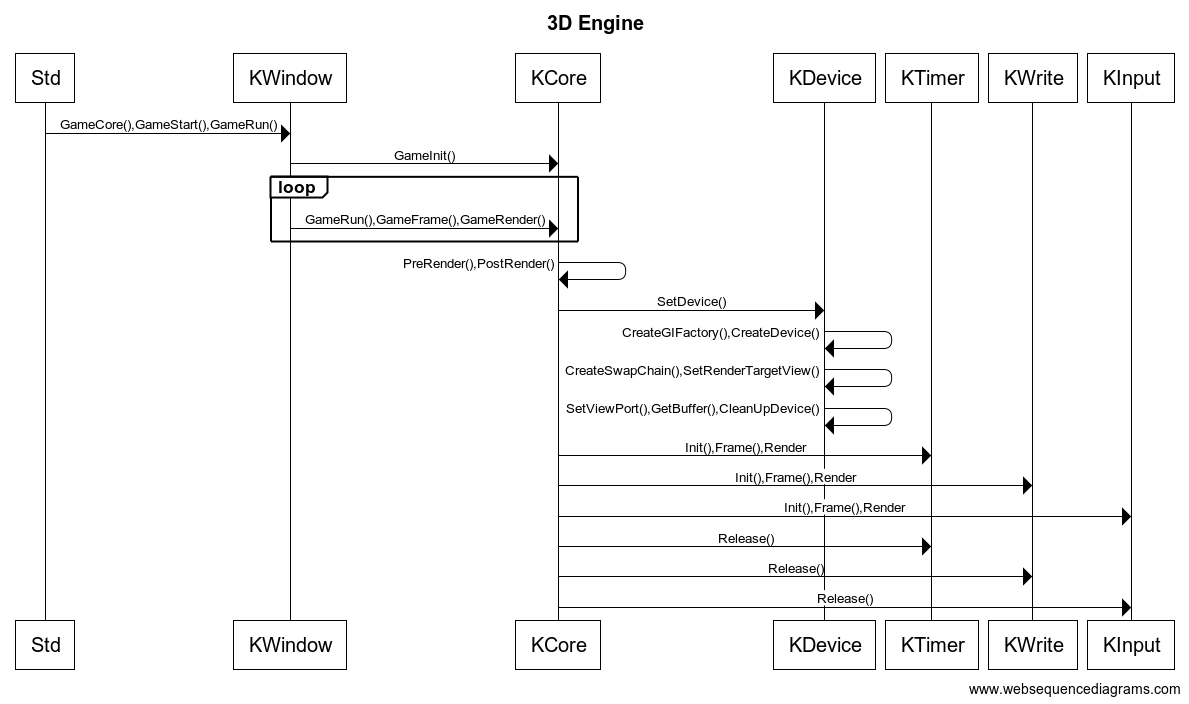 3D Engine
Std
KWindow
KCore
KDevice
KTimer
KWrite
KInput
GameCore(),GameStart(),GameRun()
GameInit()
loop
GameRun(),GameFrame(),GameRender()
PreRender(),PostRender()
SetDevice()
CreateGIFactory(),CreateDevice()
CreateSwapChain(),SetRenderTargetView()
SetViewPort(),GetBuffer(),CleanUpDevice()
Init(),Frame(),Render
Init(),Frame(),Render
Init(),Frame(),Render
Release()
Release()
Release()
Std
KWindow
KCore
KDevice
KTimer
KWrite
KInput
www.websequencediagrams.com